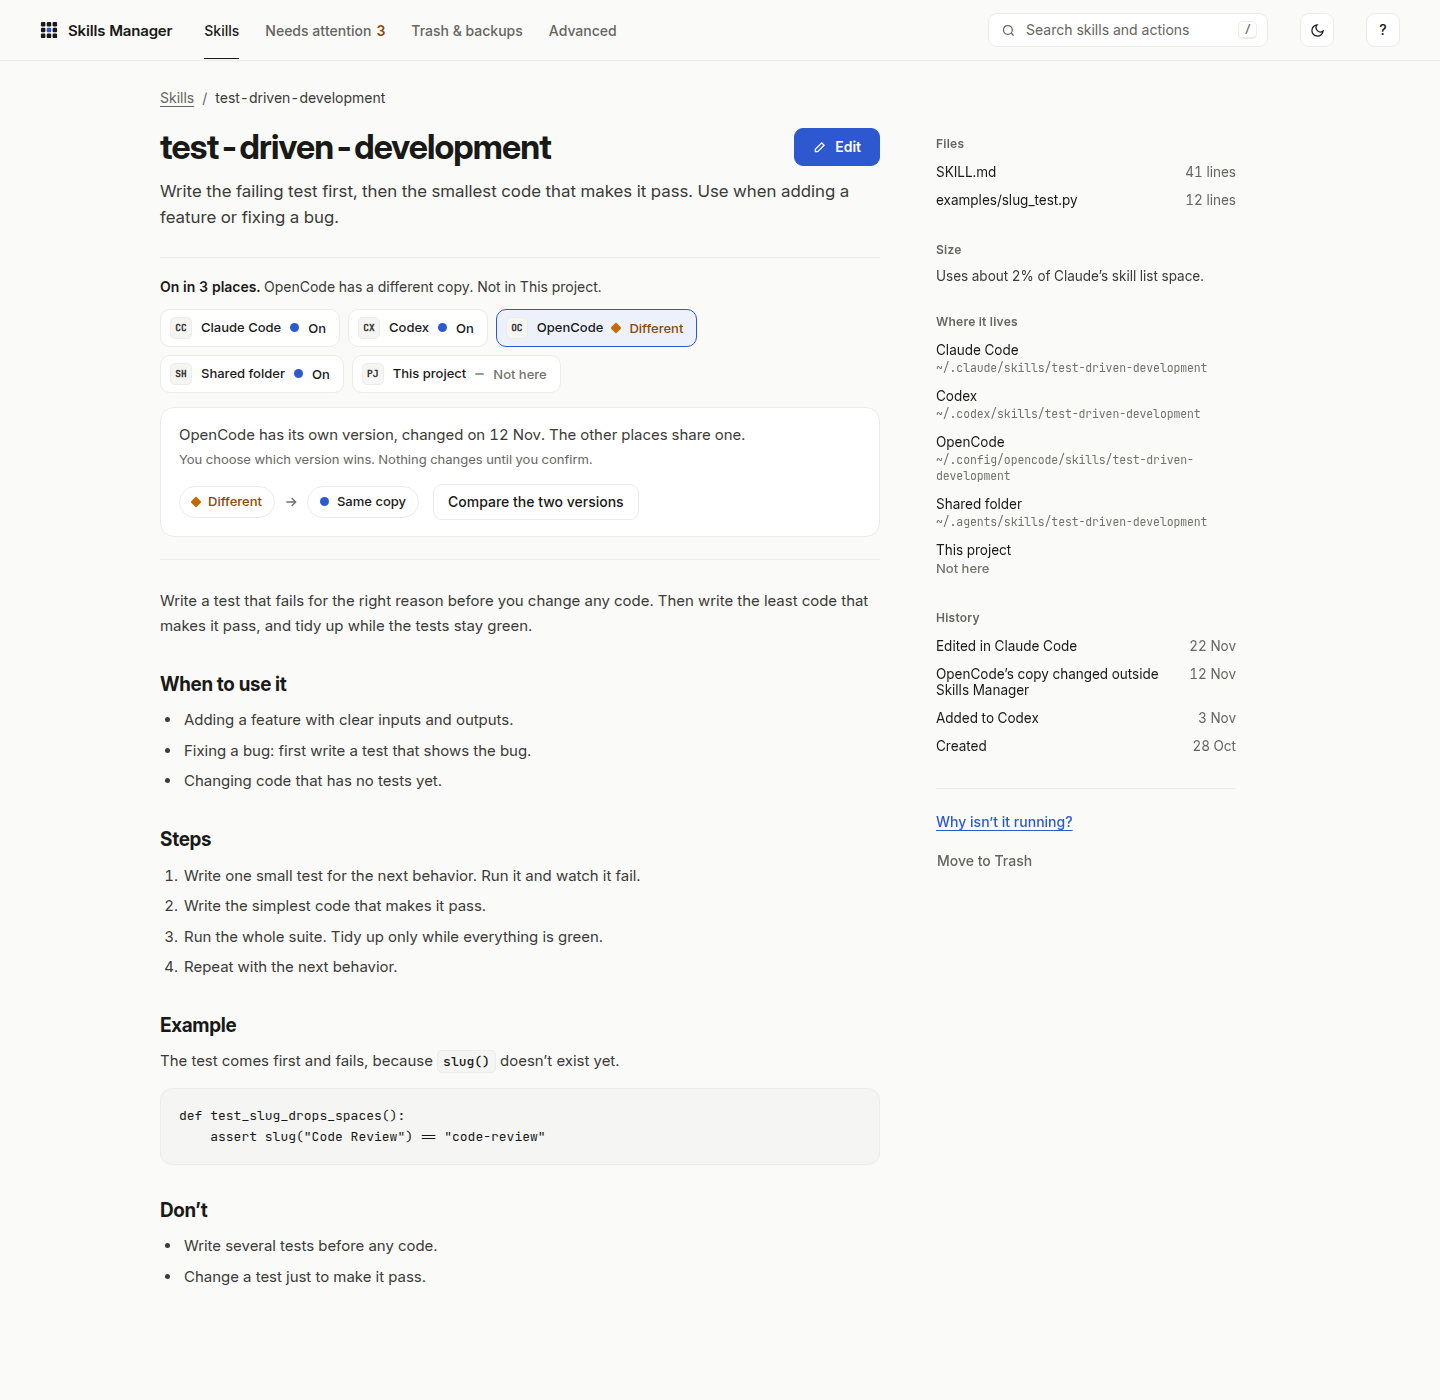 Skills Manager
Skills
Needs attention 3
Trash & backups
Advanced
Search skills and actions
/
?
Skills / test-driven-development
test-driven-development
Edit
Write the failing test first, then the smallest code that makes it pass. Use when adding a
feature or fixing a bug.
On in 3 places. OpenCode has a different copy. Not in This project.
CC Claude Code On
CX Codex On
OC OpenCode Different
SH Shared folder On
PJ This project – Not here
OpenCode has its own version, changed on 12 Nov. The other places share one.
You choose which version wins. Nothing changes until you confirm.
Different → Same copy
Compare the two versions
Write a test that fails for the right reason before you change any code. Then write the least code that
makes it pass, and tidy up while the tests stay green.
When to use it
• Adding a feature with clear inputs and outputs.
• Fixing a bug: first write a test that shows the bug.
• Changing code that has no tests yet.
Steps
1. Write one small test for the next behavior. Run it and watch it fail.
2. Write the simplest code that makes it pass.
3. Run the whole suite. Tidy up only while everything is green.
4. Repeat with the next behavior.
Example
The test comes first and fails, because slug() doesn’t exist yet.
def test_slug_drops_spaces():
    assert slug("Code Review") == "code-review"
Don’t
• Write several tests before any code.
• Change a test just to make it pass.
Files
SKILL.md 41 lines
examples/slug_test.py 12 lines
Size
Uses about 2% of Claude’s skill list space.
Where it lives
Claude Code
~/.claude/skills/test-driven-development
Codex
~/.codex/skills/test-driven-development
OpenCode
~/.config/opencode/skills/test-driven-
development
Shared folder
~/.agents/skills/test-driven-development
This project
Not here
History
Edited in Claude Code 22 Nov
OpenCode’s copy changed outside 12 Nov
Skills Manager
Added to Codex 3 Nov
Created 28 Oct
Why isn’t it running?
Move to Trash